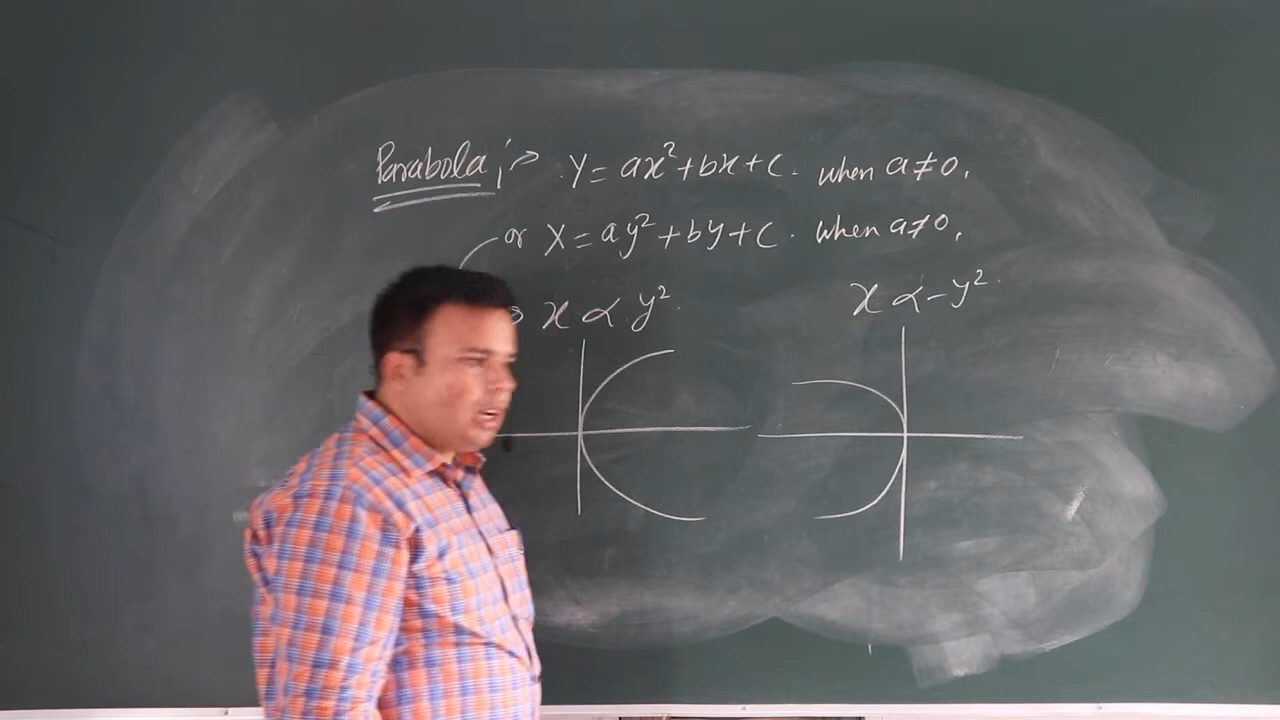 Parabola ;→ Y = ax²+bx+c. when a≠0.
or X = ay²+by+c. when a≠0.
x ∝ y².
x ∝ -y².